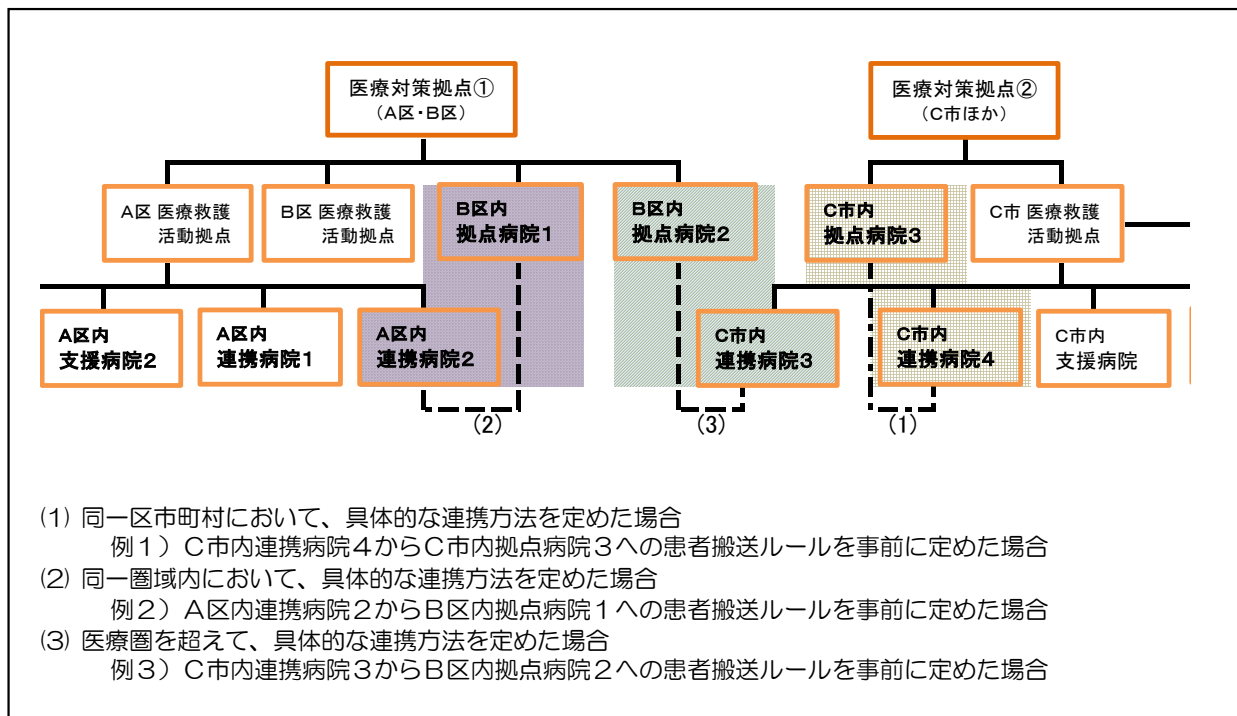 医療対策拠点①
（A区・B区）
医療対策拠点②
（C市ほか）
A区 医療救護
活動拠点
B区 医療救護
活動拠点
B区内
拠点病院1
B区内
拠点病院2
C市内
拠点病院3
C市 医療救護
活動拠点
A区内
支援病院2
A区内
連携病院1
A区内
連携病院2
C市内
連携病院3
C市内
連携病院4
C市内
支援病院
(2)
(3)
(1)
(1) 同一区市町村において、具体的な連携方法を定めた場合
例１）Ｃ市内連携病院４からＣ市内拠点病院３への患者搬送ルールを事前に定めた場合
(2) 同一圏域内において、具体的な連携方法を定めた場合
例２）Ａ区内連携病院２からＢ区内拠点病院１への患者搬送ルールを事前に定めた場合
(3) 医療圏を超えて、具体的な連携方法を定めた場合
例３）Ｃ市内連携病院３からＢ区内拠点病院２への患者搬送ルールを事前に定めた場合